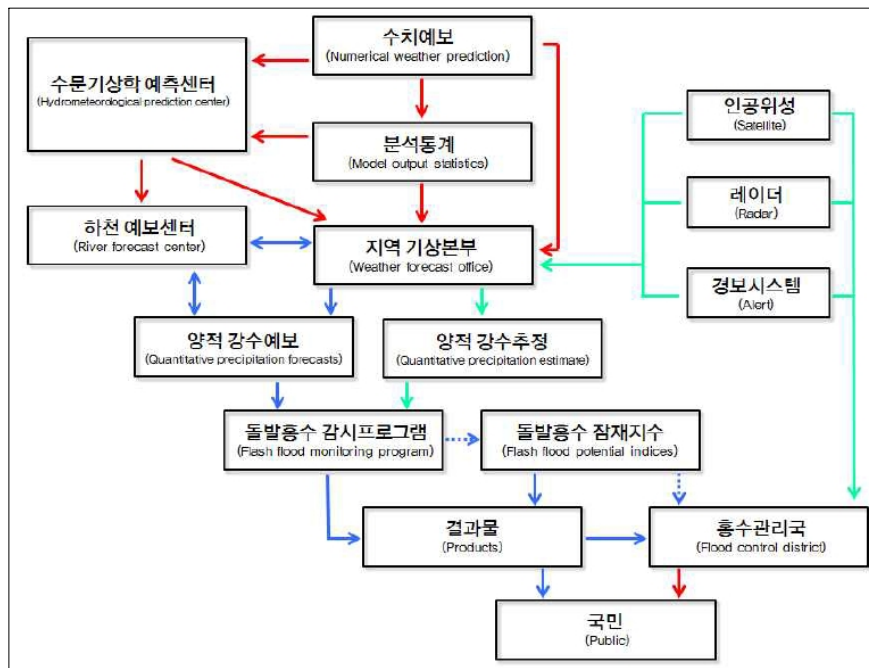 수치예보
(Numerical weather prediction)
수문기상학 예측센터
(Hydrometeorological prediction center)
인공위성
(Satellite)
분석통계
(Model output statistics)
레이더
(Radar)
하천 예보센터
(River forecast center)
지역 기상본부
(Weather forecast office)
경보시스템
(Alert)
양적 강수예보
(Quantitative precipitation forecasts)
양적 강수추정
(Quantitative precipitation estimate)
돌발홍수 감시프로그램
(Flash flood monitoring program)
돌발홍수 잠재지수
(Flash flood potential indices)
결과물
(Products)
홍수관리국
(Flood control district)
국민
(Public)